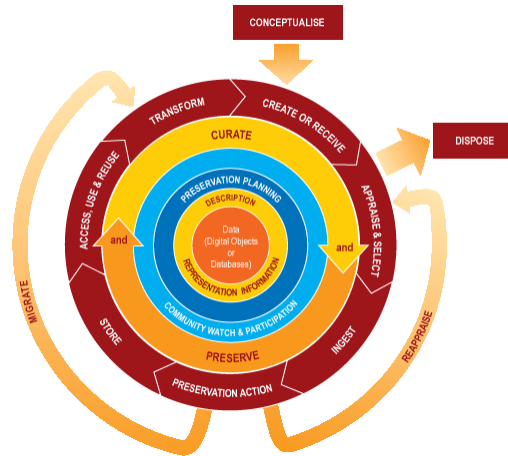 CONCEPTUALISE
CREATE OR RECEIVE
TRANSFORM
DISPOSE
CURATE
ACCESS, USE & REUSE
APPRAISE & SELECT
PRESERVATION PLANNING
DESCRIPTION
Data
(Digital Objects
or
Databases)
and
and
REPRESENTATION INFORMATION
COMMUNITY WATCH & PARTICIPATION
MIGRATE
STORE
INGEST
REAPPRAISE
PRESERVE
PRESERVATION ACTION